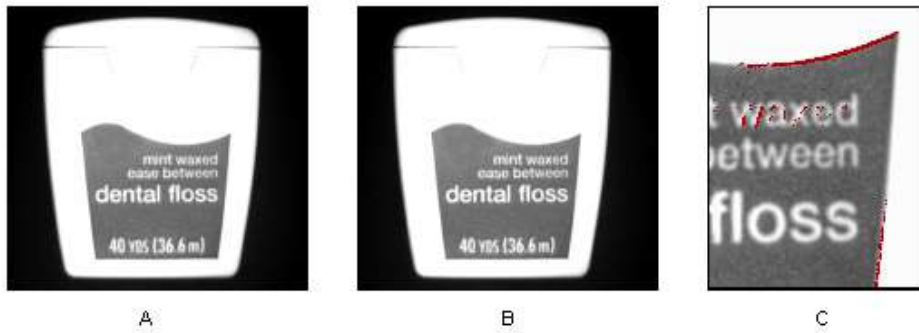 mint waxed
ease between
dental floss
40 YDS (36.6 m)
mint waxed
ease between
dental floss
40 YDS (36.6 m)
t waxed
between
floss
A
B
C